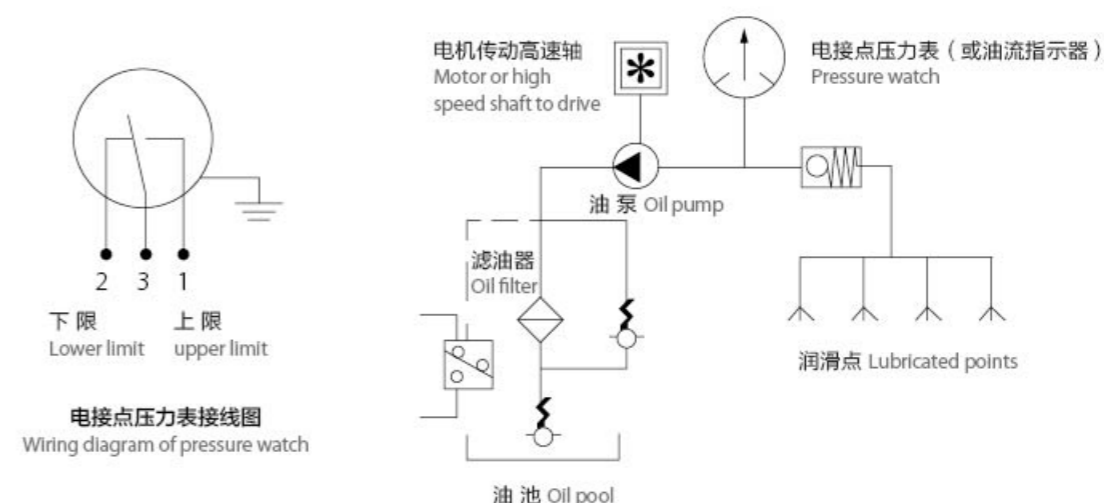 电机传动高速轴
Motor or high
speed shaft to drive
电接点压力表（或油流指示器）
Pressure watch
油 泵 Oil pump
滤油器
Oil filter
2 3 1
下 限 上 限
Lower limit upper limit
润滑点 Lubricated points
电接点压力表接线图
Wiring diagram of pressure watch
油 池 Oil pool